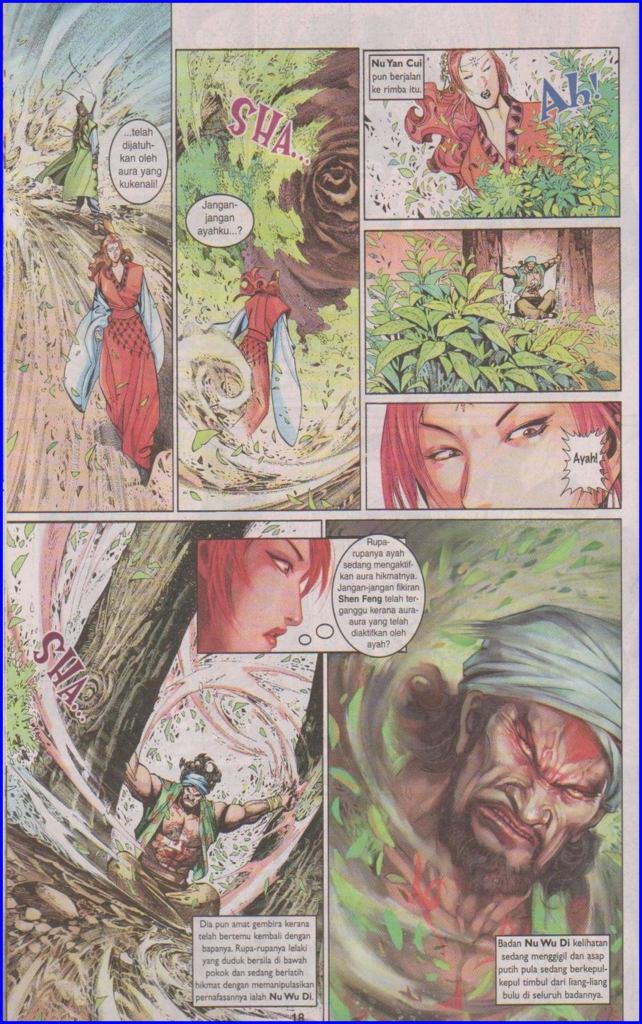 ...telah
dijatuh-
kan oleh
aura yang
kukenali!
SHA...
Jangan-
jangan
ayahku...?
Nu Yan Cui
pun berjalan
ke rimba itu.
Ah!
Ayah!
SHA...
Rupa-
rupanya ayah
sedang mengaktif-
kan aura hikmatnya.
Jangan-jangan fikiran
Shen Feng telah ter-
ganggu kerana aura-
aura yang telah
diaktifkan oleh
ayah?
Dia pun amat gembira kerana
telah bertemu kembali dengan
bapanya. Rupa-rupanya lelaki
yang duduk bersila di bawah
pokok dan sedang berlatih
hikmat dengan memanipulasikan
pernafasannya ialah Nu Wu Di.
Badan Nu Wu Di kelihatan
sedang menggigil dan asap
putih pula sedang berkepul-
kepul timbul dari liang-liang
bulu di seluruh badannya.
18